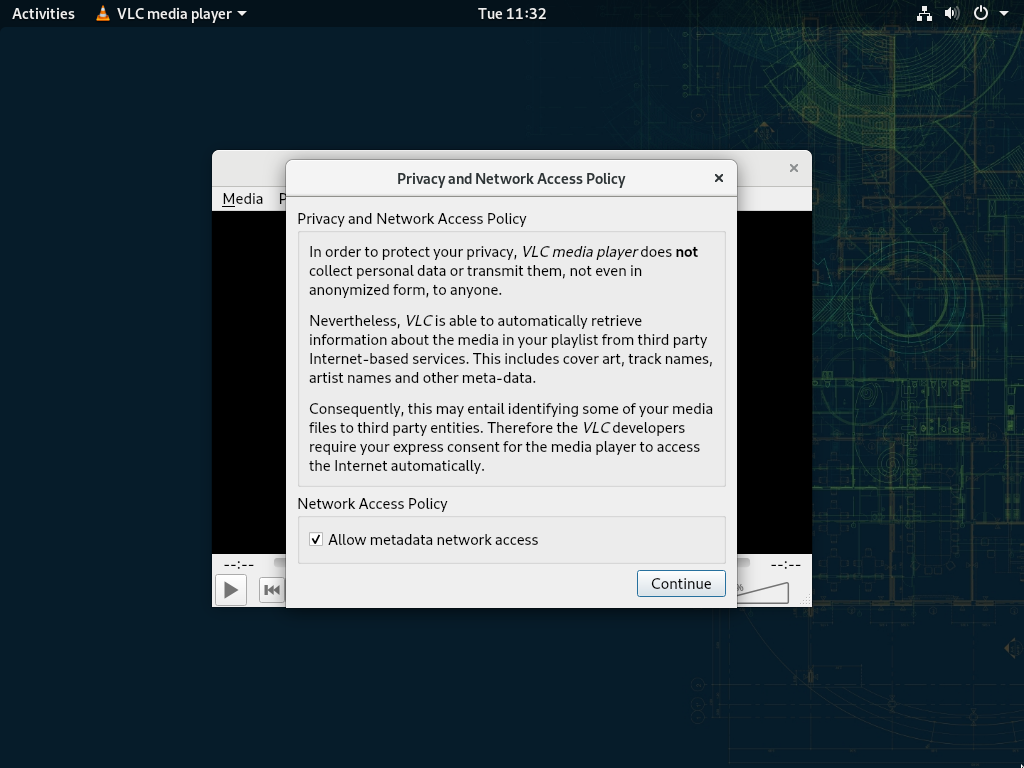 Activities VLC media player Tue 11:32
Privacy and Network Access Policy
Media P
Privacy and Network Access Policy
In order to protect your privacy, VLC media player does not
collect personal data or transmit them, not even in
anonymized form, to anyone.
Nevertheless, VLC is able to automatically retrieve
information about the media in your playlist from third party
Internet-based services. This includes cover art, track names,
artist names and other meta-data.
Consequently, this may entail identifying some of your media
files to third party entities. Therefore the VLC developers
require your express consent for the media player to access
the Internet automatically.
Network Access Policy
Allow metadata network access
--:-- --:--
Continue
%